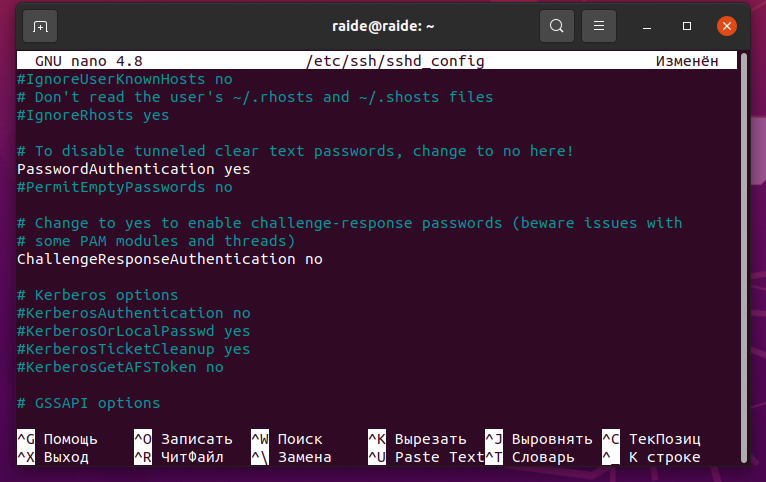 raide@raide: ~
GNU nano 4.8 /etc/ssh/sshd_config Изменён
#IgnoreUserKnownHosts no
# Don't read the user's ~/.rhosts and ~/.shosts files
#IgnoreRhosts yes
# To disable tunneled clear text passwords, change to no here!
PasswordAuthentication yes
#PermitEmptyPasswords no
# Change to yes to enable challenge-response passwords (beware issues with
# some PAM modules and threads)
ChallengeResponseAuthentication no
# Kerberos options
#KerberosAuthentication no
#KerberosOrLocalPasswd yes
#KerberosTicketCleanup yes
#KerberosGetAFSToken no
# GSSAPI options
^G Помощь ^O Записать ^W Поиск ^K Вырезать ^J Выровнять ^C ТекПозиц
^X Выход ^R ЧитФайл ^\ Замена ^U Paste Text ^T Словарь ^_ К строке